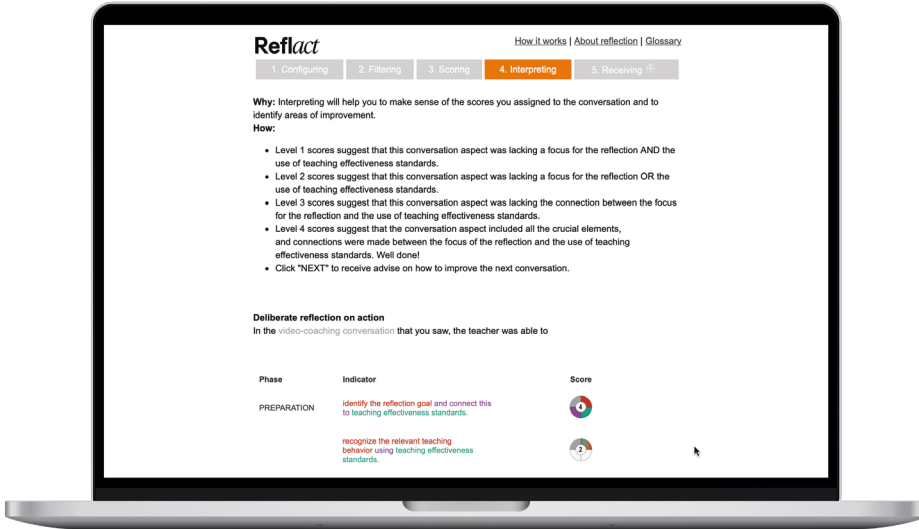 Reflact
How it works | About reflection | Glossary
1. Configuring
2. Filtering
3. Scoring
4. Interpreting
5. Receiving
Why: Interpreting will help you to make sense of the scores you assigned to the conversation and to
identify areas of improvement.
How:
• Level 1 scores suggest that this conversation aspect was lacking a focus for the reflection AND the
use of teaching effectiveness standards.
• Level 2 scores suggest that this conversation aspect was lacking a focus for the reflection OR the
use of teaching effectiveness standards.
• Level 3 scores suggest that this conversation aspect was lacking the connection between the focus
for the reflection and the use of teaching effectiveness standards.
• Level 4 scores suggest that the conversation aspect included all the crucial elements,
and connections were made between the focus of the reflection and the use of teaching
effectiveness standards. Well done!
• Click "NEXT" to receive advise on how to improve the next conversation.
Deliberate reflection on action
In the video-coaching conversation that you saw, the teacher was able to
Phase Indicator Score
PREPARATION
identify the reflection goal and connect this
to teaching effectiveness standards.
4
recognize the relevant teaching
behavior using teaching effectiveness
standards.
2